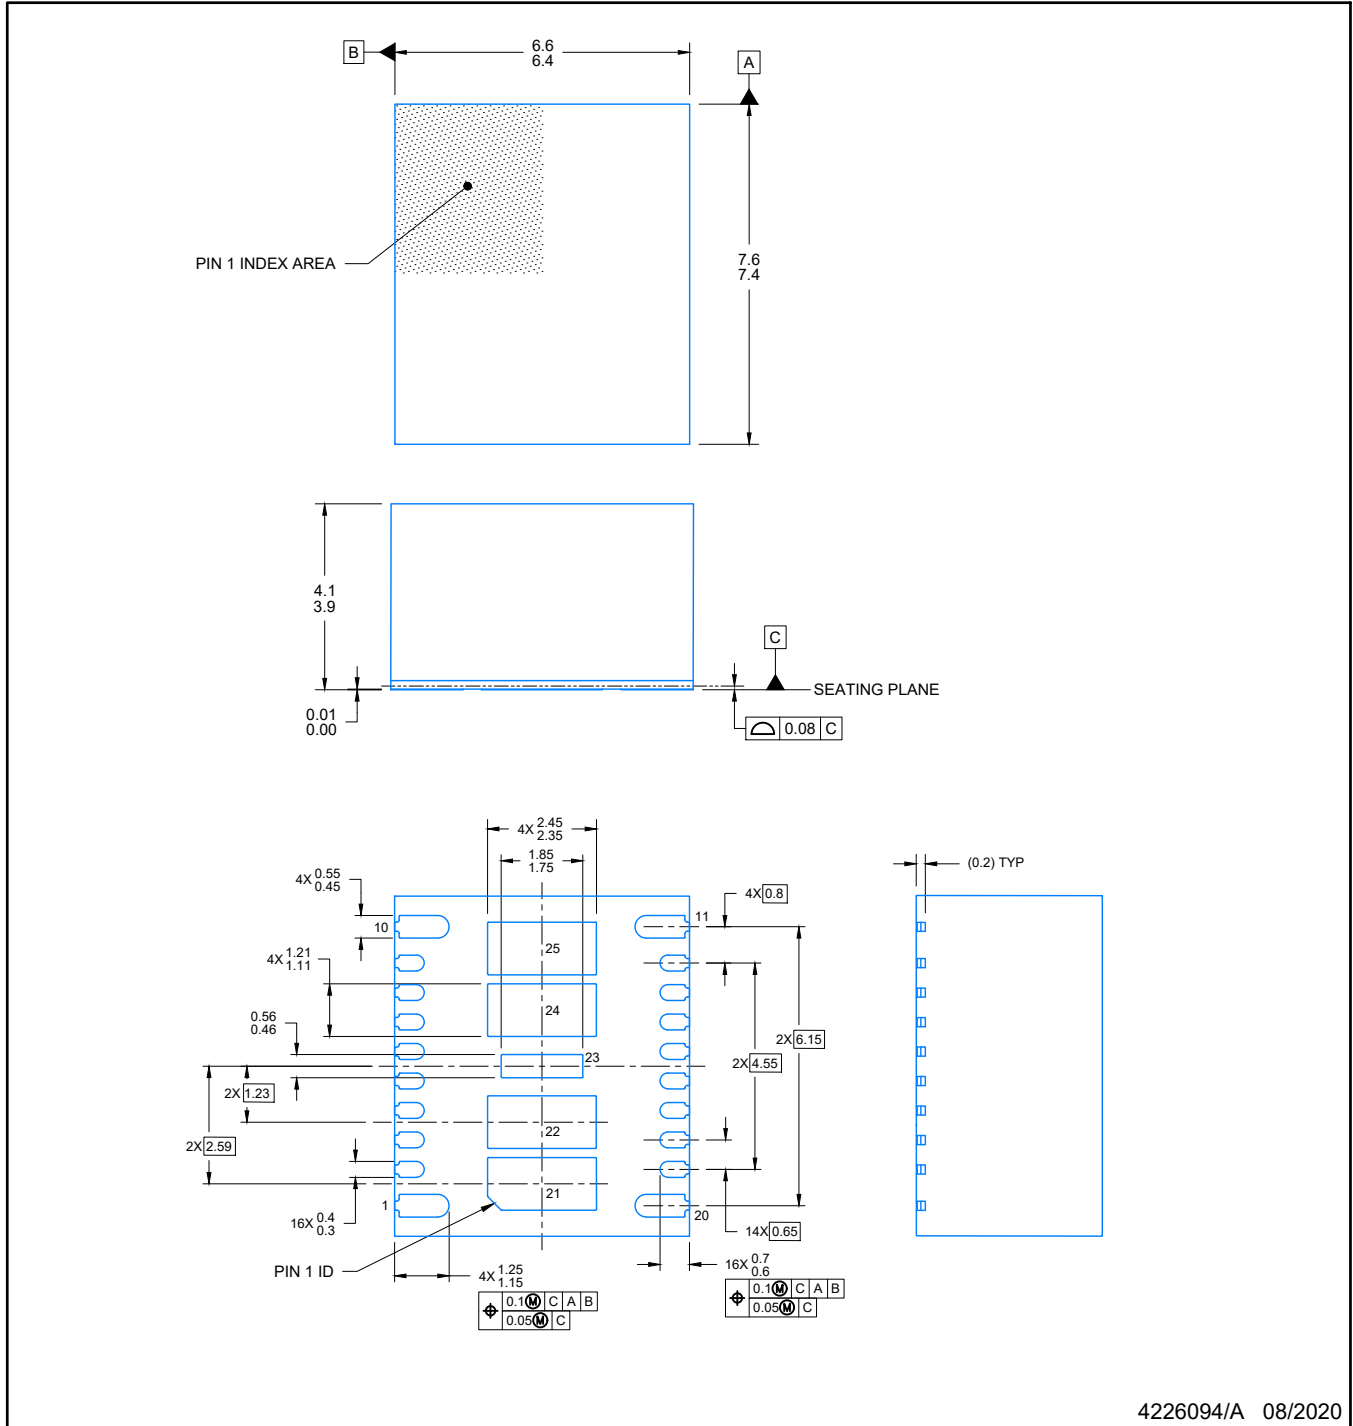 B
6.6
6.4
A
PIN 1 INDEX AREA
7.6
7.4
4.1
3.9
C
SEATING PLANE
0.01
0.00
0.08 C
4X 2.45
2.35
1.85
1.75
(0.2) TYP
4X 0.55
0.45
4X 0.8
10
11
25
4X 1.21
1.11
24
0.56
0.46
23
2X 6.15
2X 4.55
2X 1.23
22
2X 2.59
21
1
20
16X 0.4
0.3
14X 0.65
PIN 1 ID
4X 1.25
1.15
16X 0.7
0.6
0.1Ⓜ C A B
0.05Ⓜ C
0.1Ⓜ C A B
0.05Ⓜ C
4226094/A 08/2020